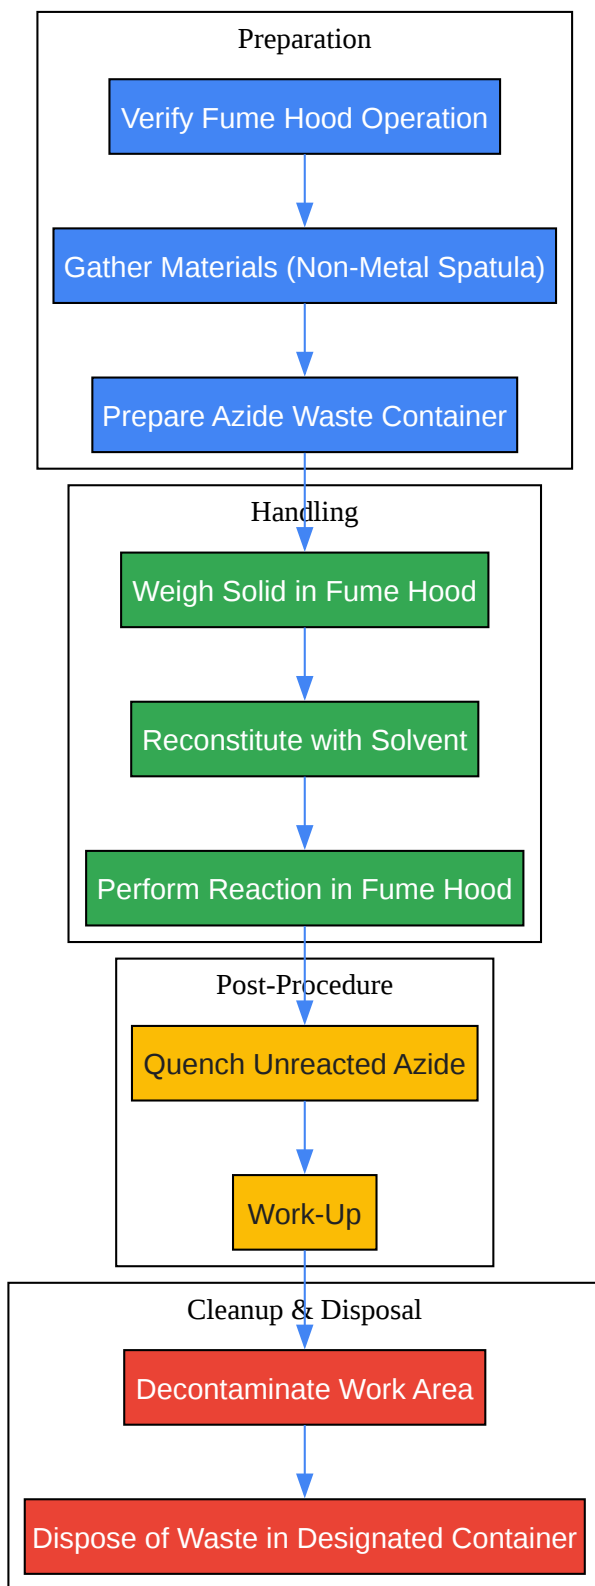 Preparation
Verify Fume Hood Operation
Gather Materials (Non-Metal Spatula)
Prepare Azide Waste Container
Handling
Weigh Solid in Fume Hood
Reconstitute with Solvent
Perform Reaction in Fume Hood
Post-Procedure
Quench Unreacted Azide
Work-Up
Cleanup & Disposal
Decontaminate Work Area
Dispose of Waste in Designated Container